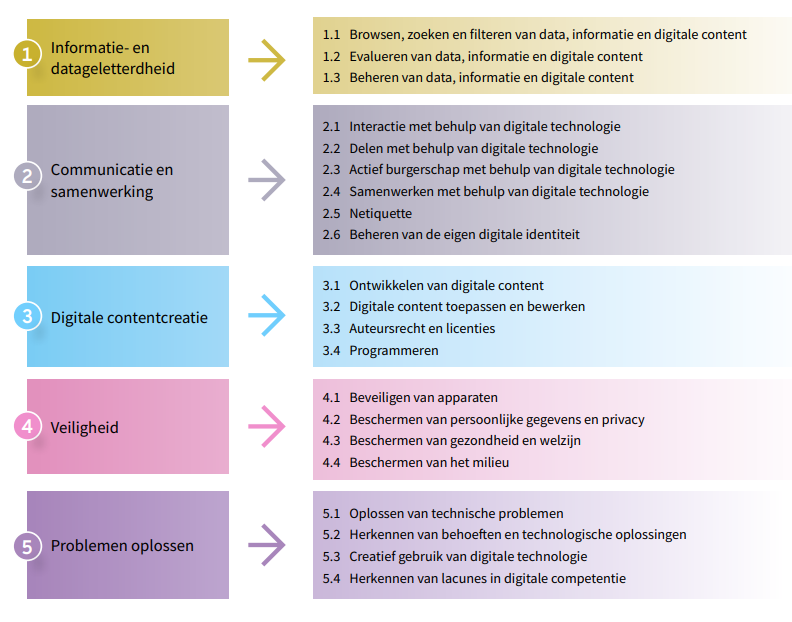 1
Informatie- en
datageletterdheid
1.1 Browsen, zoeken en filteren van data, informatie en digitale content
1.2 Evalueren van data, informatie en digitale content
1.3 Beheren van data, informatie en digitale content
2
Communicatie en
samenwerking
2.1 Interactie met behulp van digitale technologie
2.2 Delen met behulp van digitale technologie
2.3 Actief burgerschap met behulp van digitale technologie
2.4 Samenwerken met behulp van digitale technologie
2.5 Netiquette
2.6 Beheren van de eigen digitale identiteit
3
Digitale contentcreatie
3.1 Ontwikkelen van digitale content
3.2 Digitale content toepassen en bewerken
3.3 Auteursrecht en licenties
3.4 Programmeren
4
Veiligheid
4.1 Beveiligen van apparaten
4.2 Beschermen van persoonlijke gegevens en privacy
4.3 Beschermen van gezondheid en welzijn
4.4 Beschermen van het milieu
5
Problemen oplossen
5.1 Oplossen van technische problemen
5.2 Herkennen van behoeften en technologische oplossingen
5.3 Creatief gebruik van digitale technologie
5.4 Herkennen van lacunes in digitale competentie